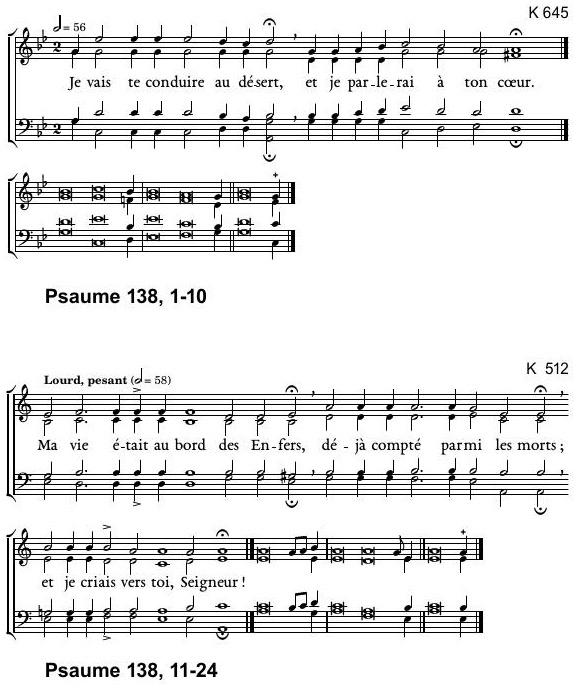 K 645
= 56
Je vais te conduire au désert, et je par-le-rai à ton cœur.
Psaume 138, 1-10
K 512
Lourd, pesant (𝅗𝅥 = 58)
Ma vie é-tait au bord des En-fers, dé-jà compté parmi les morts ;
et je criais vers toi, Seigneur !
Psaume 138, 11-24